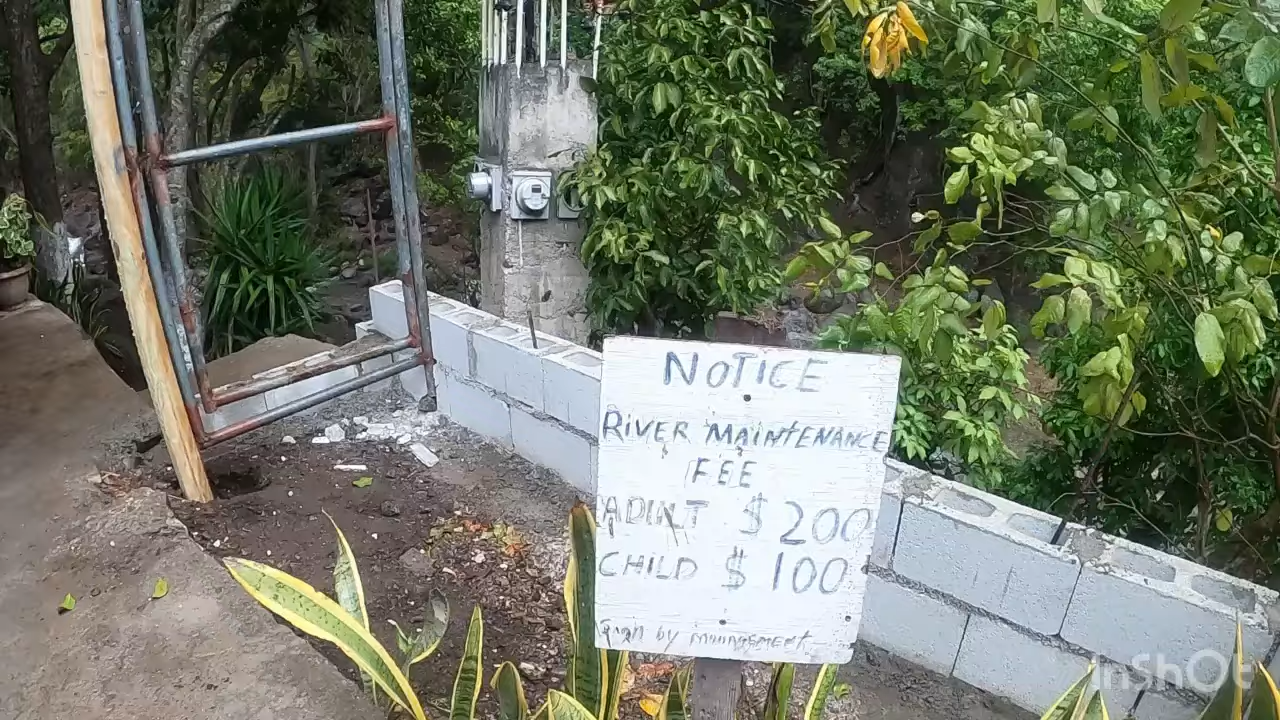 NOTICE
RIVER MAINTENANCE
FEE
ADULT $200
CHILD $100
Sign by management
InShOt